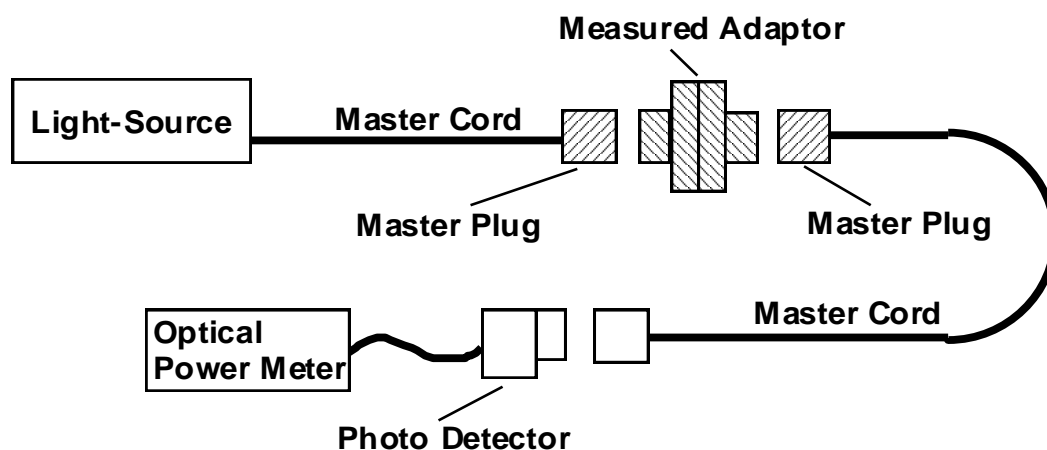 Measured Adaptor
Light-Source
Master Cord
Master Plug
Master Plug
Master Cord
Optical
Power Meter
Photo Detector